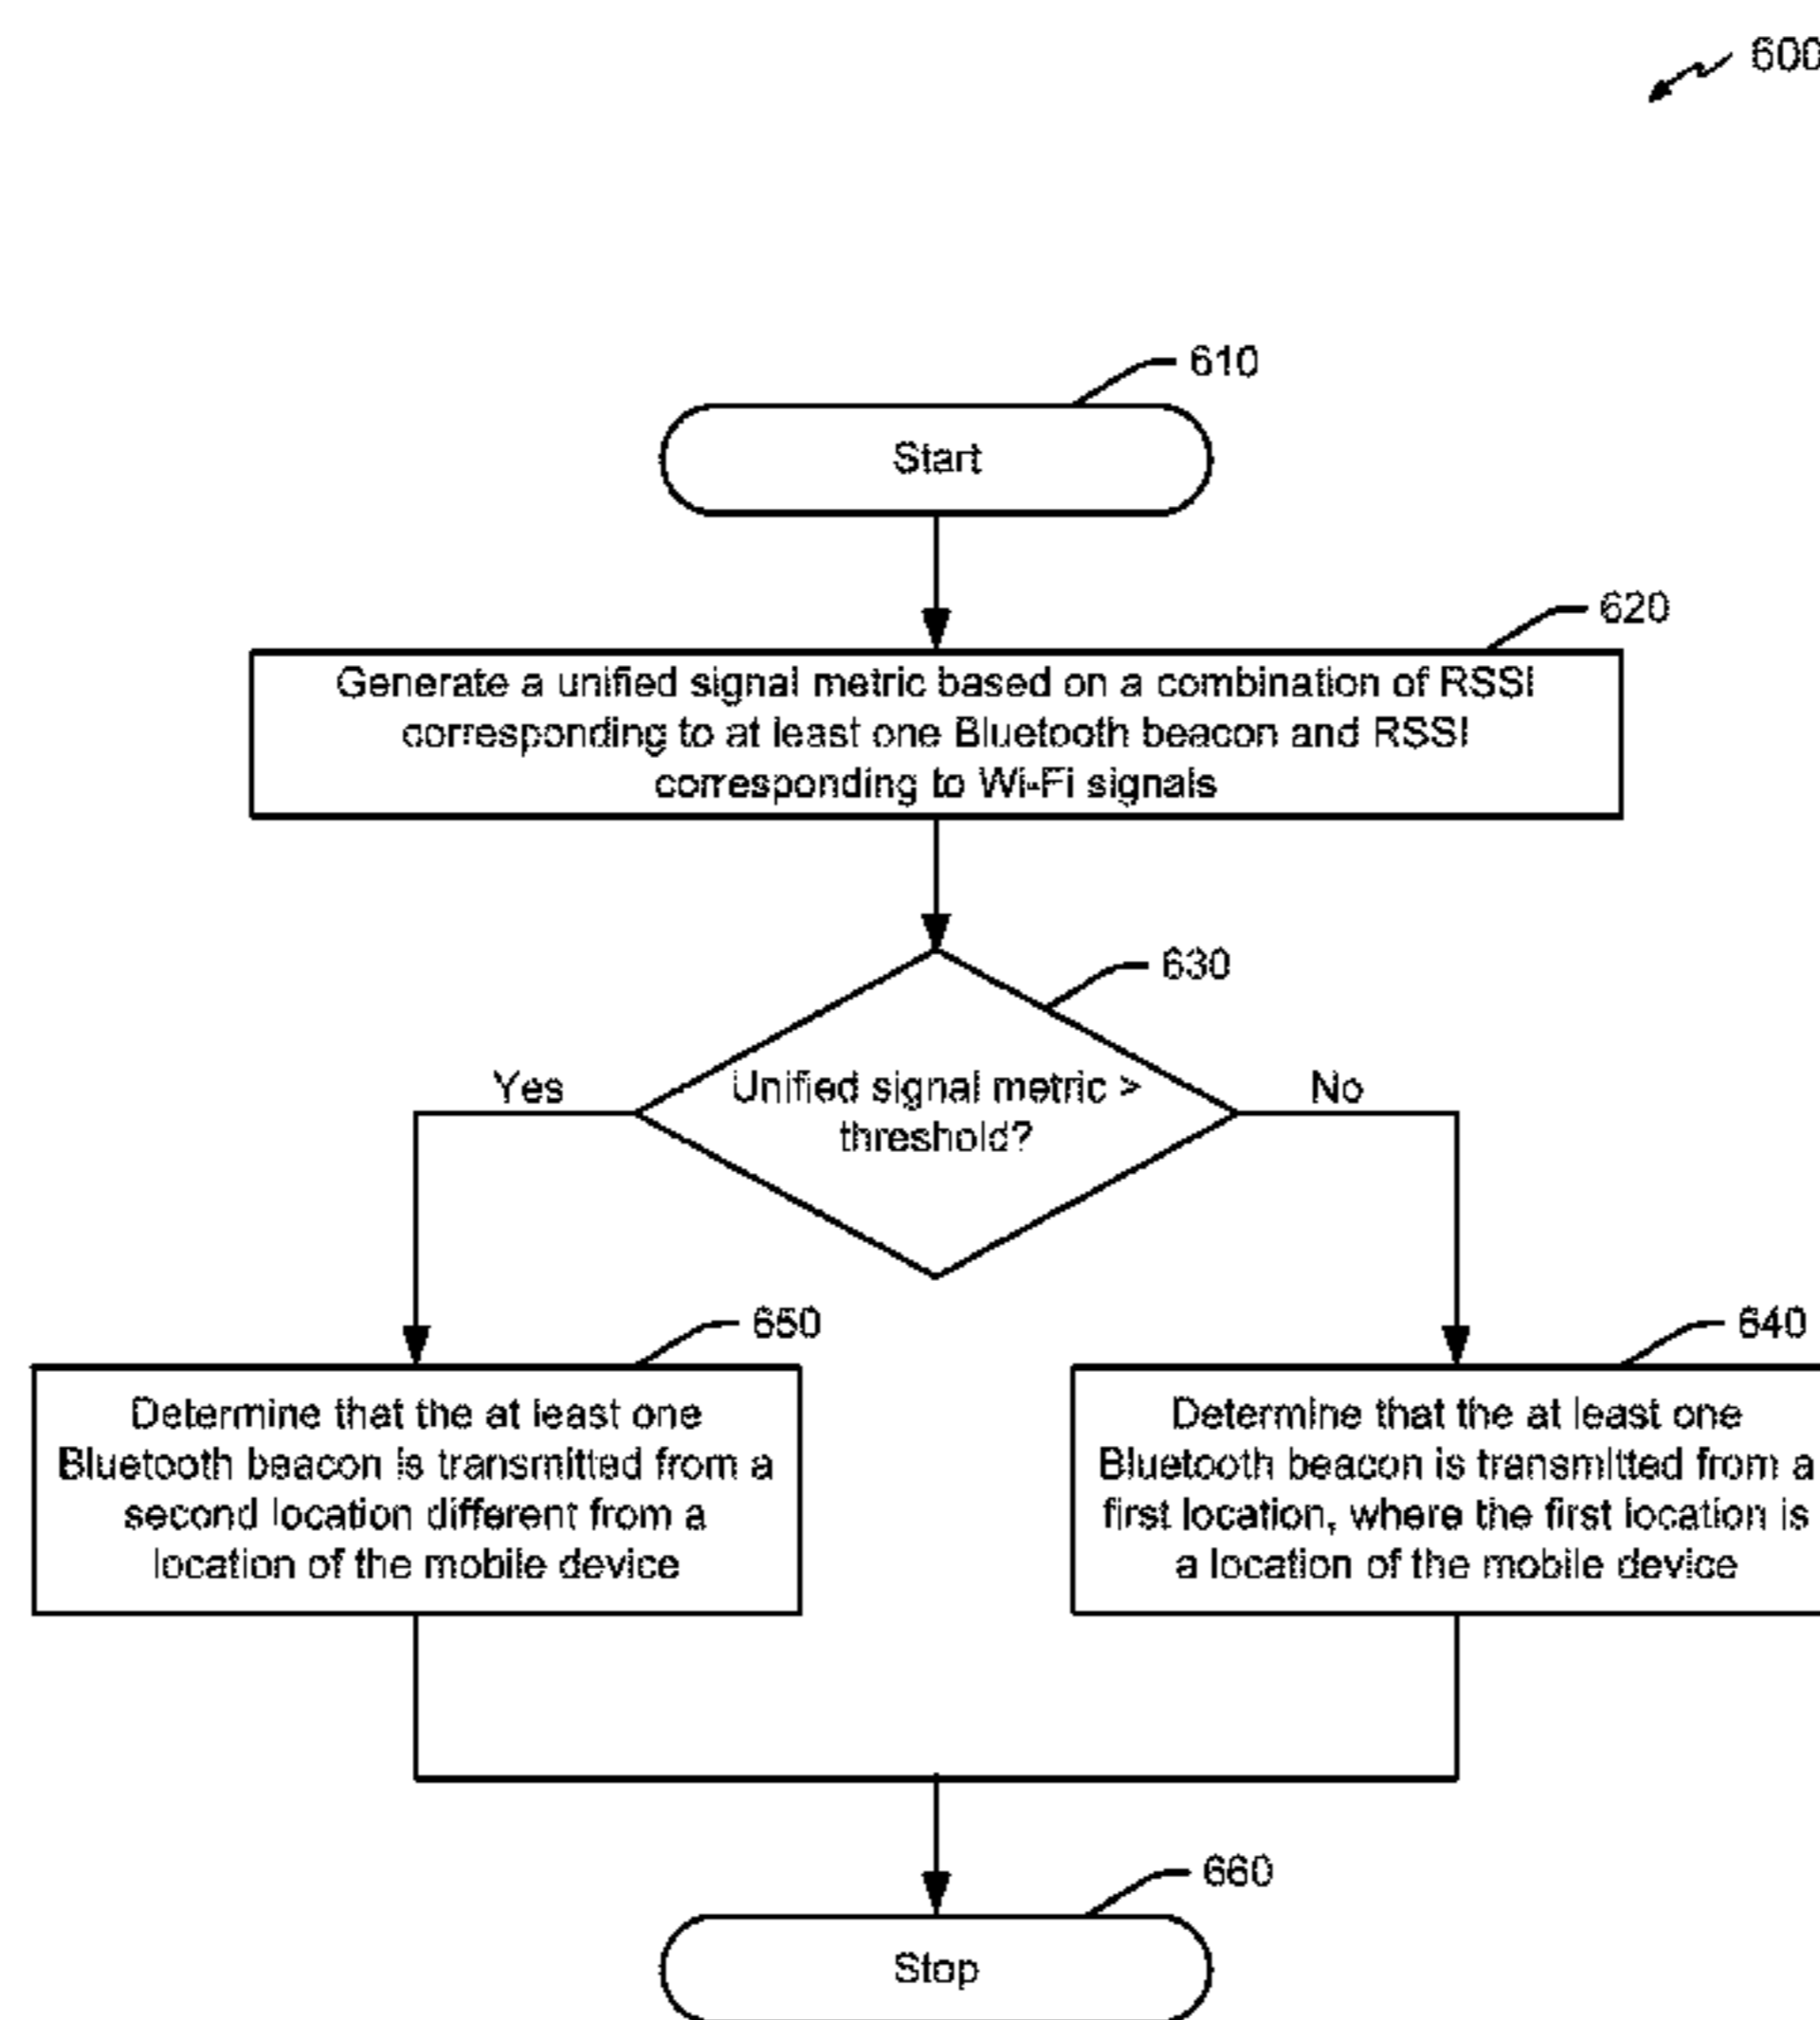 600
610
Start
620
Generate a unified signal metric based on a combination of RSSI
corresponding to at least one Bluetooth beacon and RSSI
corresponding to Wi-Fi signals
630
Yes
Unified signal metric >
threshold?
No
650
Determine that the at least one
Bluetooth beacon is transmitted from a
second location different from a
location of the mobile device
640
Determine that the at least one
Bluetooth beacon is transmitted from a
first location, where the first location is
a location of the mobile device
660
Stop